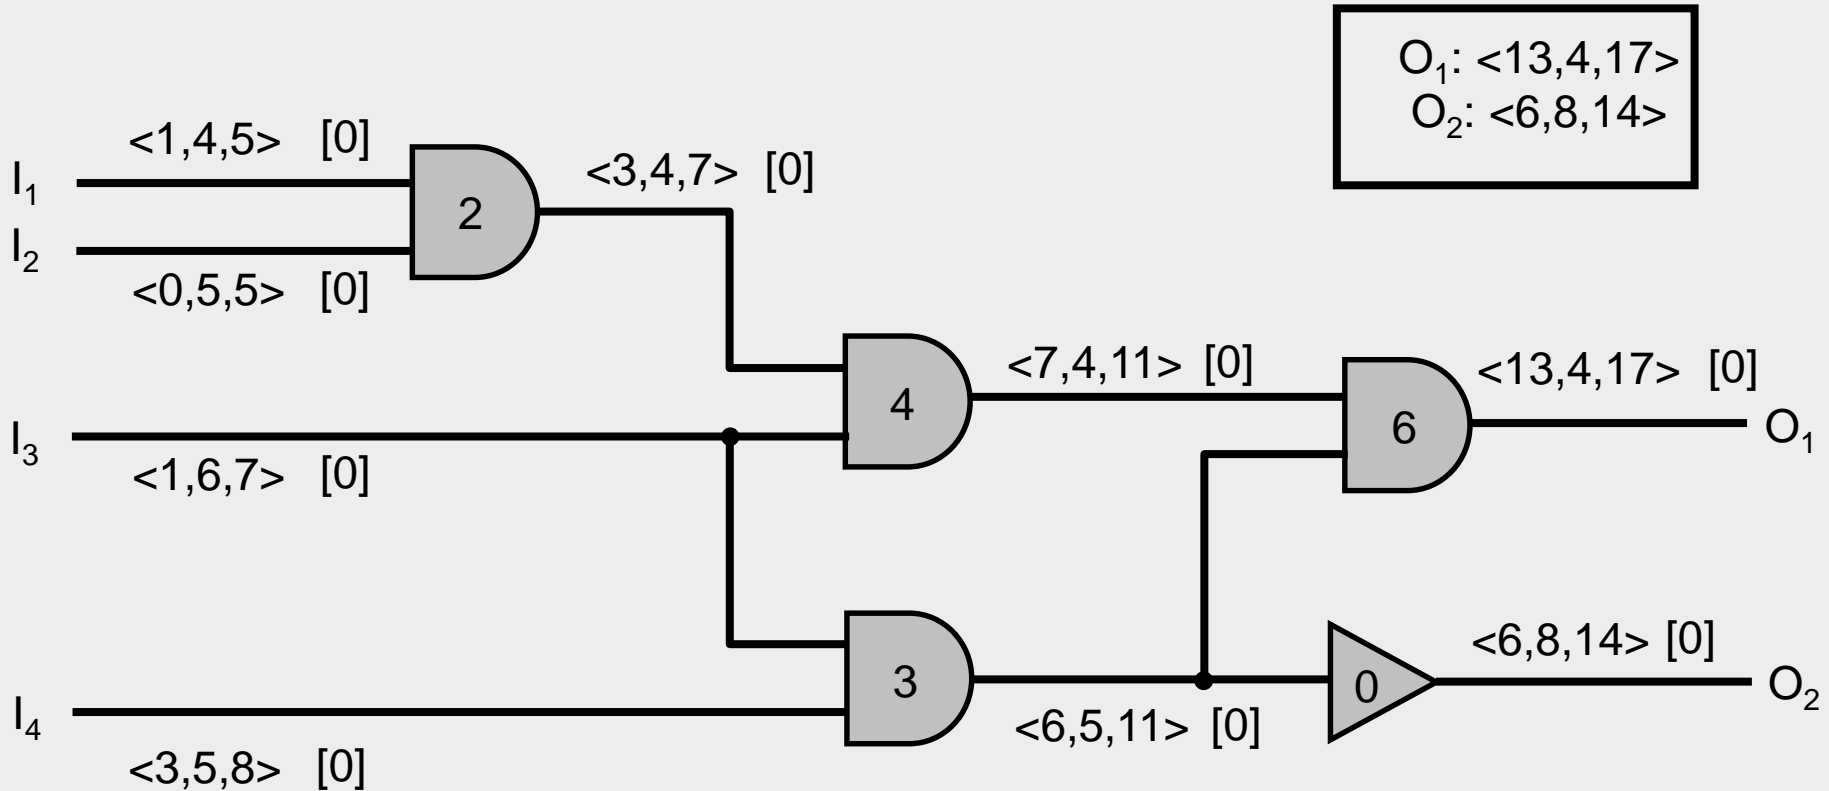 O₁: <13,4,17>
O₂: <6,8,14>
<1,4,5> [0]
I₁
2
<3,4,7> [0]
I₂
<0,5,5> [0]
4
<7,4,11> [0]
6
<13,4,17> [0]
O₁
I₃
<1,6,7> [0]
3
0
<6,8,14> [0]
O₂
I₄
<6,5,11> [0]
<3,5,8> [0]